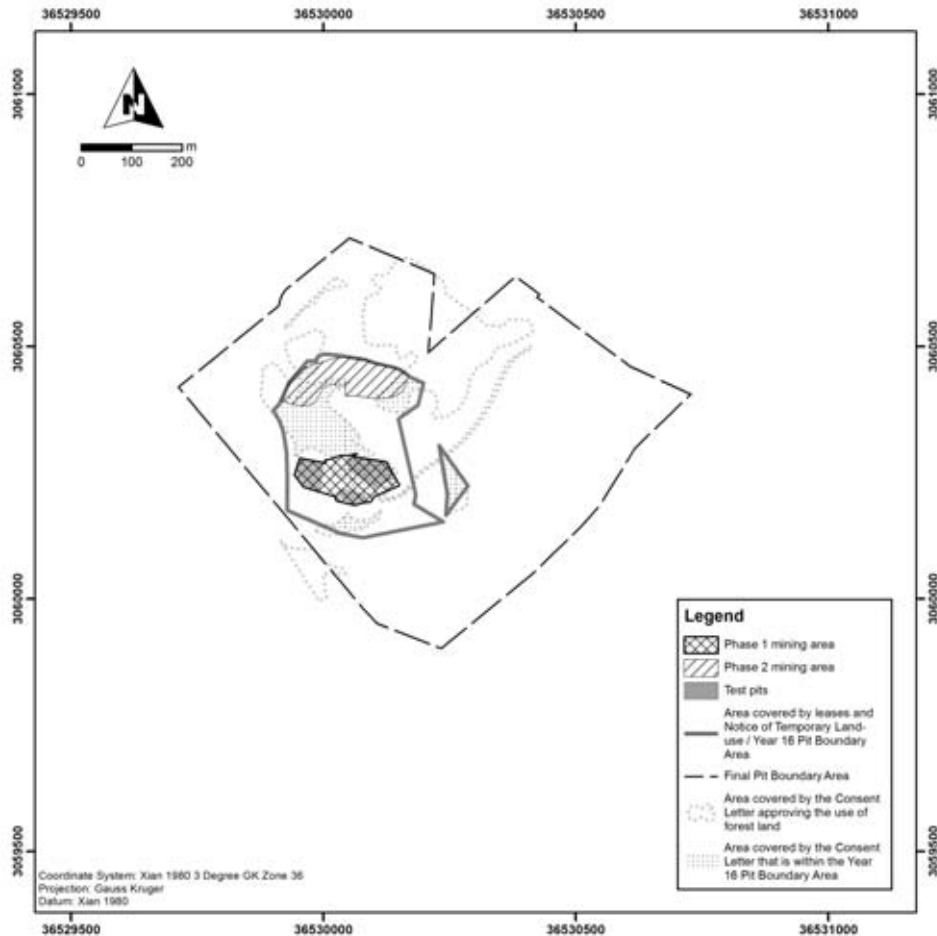 36529500 36530000 36530500 36531000
3061000 3061000
N
m
0 100 200
3060500 3060500
3060000 3060000
Legend
Phase 1 mining area
Phase 2 mining area
Test pits
Area covered by leases and
Notice of Temporary Land-
use / Year 16 Pit Boundary
Area
Final Pit Boundary Area
Area covered by the Consent
Letter approving the use of
forest land
Area covered by the Consent
Letter that is within the Year
16 Pit Boundary Area
3059500 3059500
Coordinate System: Xian 1980 3 Degree GK Zone 36
Projection: Gauss Kruger
Datum: Xian 1980
36529500 36530000 36530500 36531000